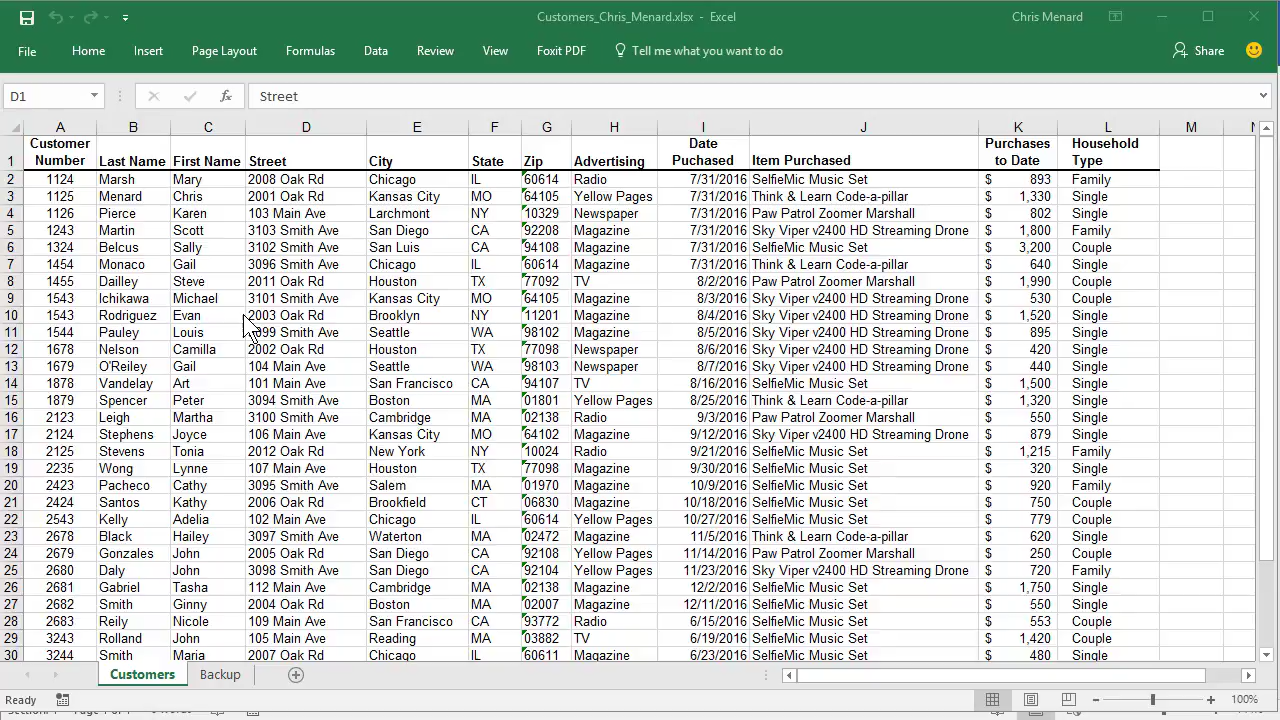 Customers_Chris_Menard.xlsx - Excel
Chris Menard
File Home Insert Page Layout Formulas Data Review View Foxit PDF Tell me what you want to do Share
D1 fx Street
A B C D E F G H I J K L M N
Customer Date Purchases Household
1 Number Last Name First Name Street City State Zip Advertising Puchased Item Purchased to Date Type
2 1124 Marsh Mary 2008 Oak Rd Chicago IL 60614 Radio 7/31/2016 SelfieMic Music Set $ 893 Family
3 1125 Menard Chris 2001 Oak Rd Kansas City MO 64105 Yellow Pages 7/31/2016 Think & Learn Code-a-pillar $ 1,330 Single
4 1126 Pierce Karen 103 Main Ave Larchmont NY 10329 Newspaper 7/31/2016 Paw Patrol Zoomer Marshall $ 802 Single
5 1243 Martin Scott 3103 Smith Ave San Diego CA 92208 Magazine 7/31/2016 Sky Viper v2400 HD Streaming Drone $ 1,800 Family
6 1324 Belcus Sally 3102 Smith Ave San Luis CA 94108 Magazine 7/31/2016 SelfieMic Music Set $ 3,200 Couple
7 1454 Monaco Gail 3096 Smith Ave Chicago IL 60614 Magazine 7/31/2016 Think & Learn Code-a-pillar $ 640 Single
8 1455 Dailley Steve 2011 Oak Rd Houston TX 77092 TV 8/2/2016 Paw Patrol Zoomer Marshall $ 1,990 Couple
9 1543 Ichikawa Michael 3101 Smith Ave Kansas City MO 64105 Magazine 8/3/2016 Sky Viper v2400 HD Streaming Drone $ 530 Couple
10 1543 Rodriguez Evan 2003 Oak Rd Brooklyn NY 11201 Magazine 8/4/2016 Sky Viper v2400 HD Streaming Drone $ 1,520 Couple
11 1544 Pauley Louis 99 Smith Ave Seattle WA 98102 Magazine 8/5/2016 Sky Viper v2400 HD Streaming Drone $ 895 Single
12 1678 Nelson Camilla 2002 Oak Rd Houston TX 77098 Newspaper 8/6/2016 Sky Viper v2400 HD Streaming Drone $ 420 Single
13 1679 O'Reiley Gail 104 Main Ave Seattle WA 98103 Newspaper 8/7/2016 Sky Viper v2400 HD Streaming Drone $ 440 Single
14 1878 Vandelay Art 101 Main Ave San Francisco CA 94107 TV 8/16/2016 SelfieMic Music Set $ 1,500 Single
15 1879 Spencer Peter 3094 Smith Ave Boston MA 01801 Yellow Pages 8/25/2016 Think & Learn Code-a-pillar $ 1,320 Single
16 2123 Leigh Martha 3100 Smith Ave Cambridge MA 02138 Radio 9/3/2016 Paw Patrol Zoomer Marshall $ 550 Single
17 2124 Stephens Joyce 106 Main Ave Kansas City MO 64102 Magazine 9/12/2016 Sky Viper v2400 HD Streaming Drone $ 879 Single
18 2125 Stevens Tonia 2012 Oak Rd New York NY 10024 Radio 9/21/2016 SelfieMic Music Set $ 1,215 Family
19 2235 Wong Lynne 107 Main Ave Houston TX 77098 Magazine 9/30/2016 SelfieMic Music Set $ 320 Single
20 2423 Pacheco Cathy 3095 Smith Ave Salem MA 01970 Magazine 10/9/2016 SelfieMic Music Set $ 920 Family
21 2424 Santos Kathy 2006 Oak Rd Brookfield CT 06830 Magazine 10/18/2016 SelfieMic Music Set $ 750 Couple
22 2543 Kelly Adelia 102 Main Ave Chicago IL 60614 Yellow Pages 10/27/2016 SelfieMic Music Set $ 779 Couple
23 2678 Black Hailey 3097 Smith Ave Waterton MA 02472 Magazine 11/5/2016 Think & Learn Code-a-pillar $ 620 Single
24 2679 Gonzales John 2005 Oak Rd San Diego CA 92108 Yellow Pages 11/14/2016 Paw Patrol Zoomer Marshall $ 250 Couple
25 2680 Daly John 3098 Smith Ave San Diego CA 92104 Yellow Pages 11/23/2016 Sky Viper v2400 HD Streaming Drone $ 720 Family
26 2681 Gabriel Tasha 112 Main Ave Cambridge MA 02138 Magazine 12/2/2016 SelfieMic Music Set $ 1,750 Single
27 2682 Smith Ginny 2004 Oak Rd Boston MA 02007 Magazine 12/11/2016 SelfieMic Music Set $ 550 Single
28 2683 Reily Nicole 109 Main Ave San Francisco CA 93772 Radio 6/15/2016 SelfieMic Music Set $ 553 Couple
29 3243 Rolland John 105 Main Ave Reading MA 03882 TV 6/19/2016 SelfieMic Music Set $ 1,420 Couple
30 3244 Smith Maria 2007 Oak Rd Chicago IL 60611 Magazine 6/23/2016 SelfieMic Music Set $ 480 Single
Customers Backup
Ready 100%